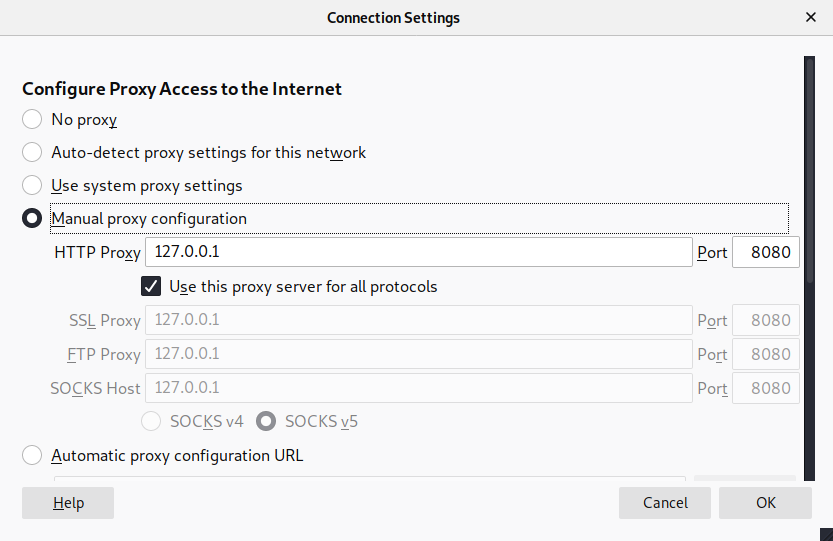 Connection Settings
Configure Proxy Access to the Internet
No proxy
Auto-detect proxy settings for this network
Use system proxy settings
Manual proxy configuration
HTTP Proxy 127.0.0.1 Port 8080
Use this proxy server for all protocols
SSL Proxy 127.0.0.1 Port 8080
FTP Proxy 127.0.0.1 Port 8080
SOCKS Host 127.0.0.1 Port 8080
SOCKS v4 SOCKS v5
Automatic proxy configuration URL
Help Cancel OK